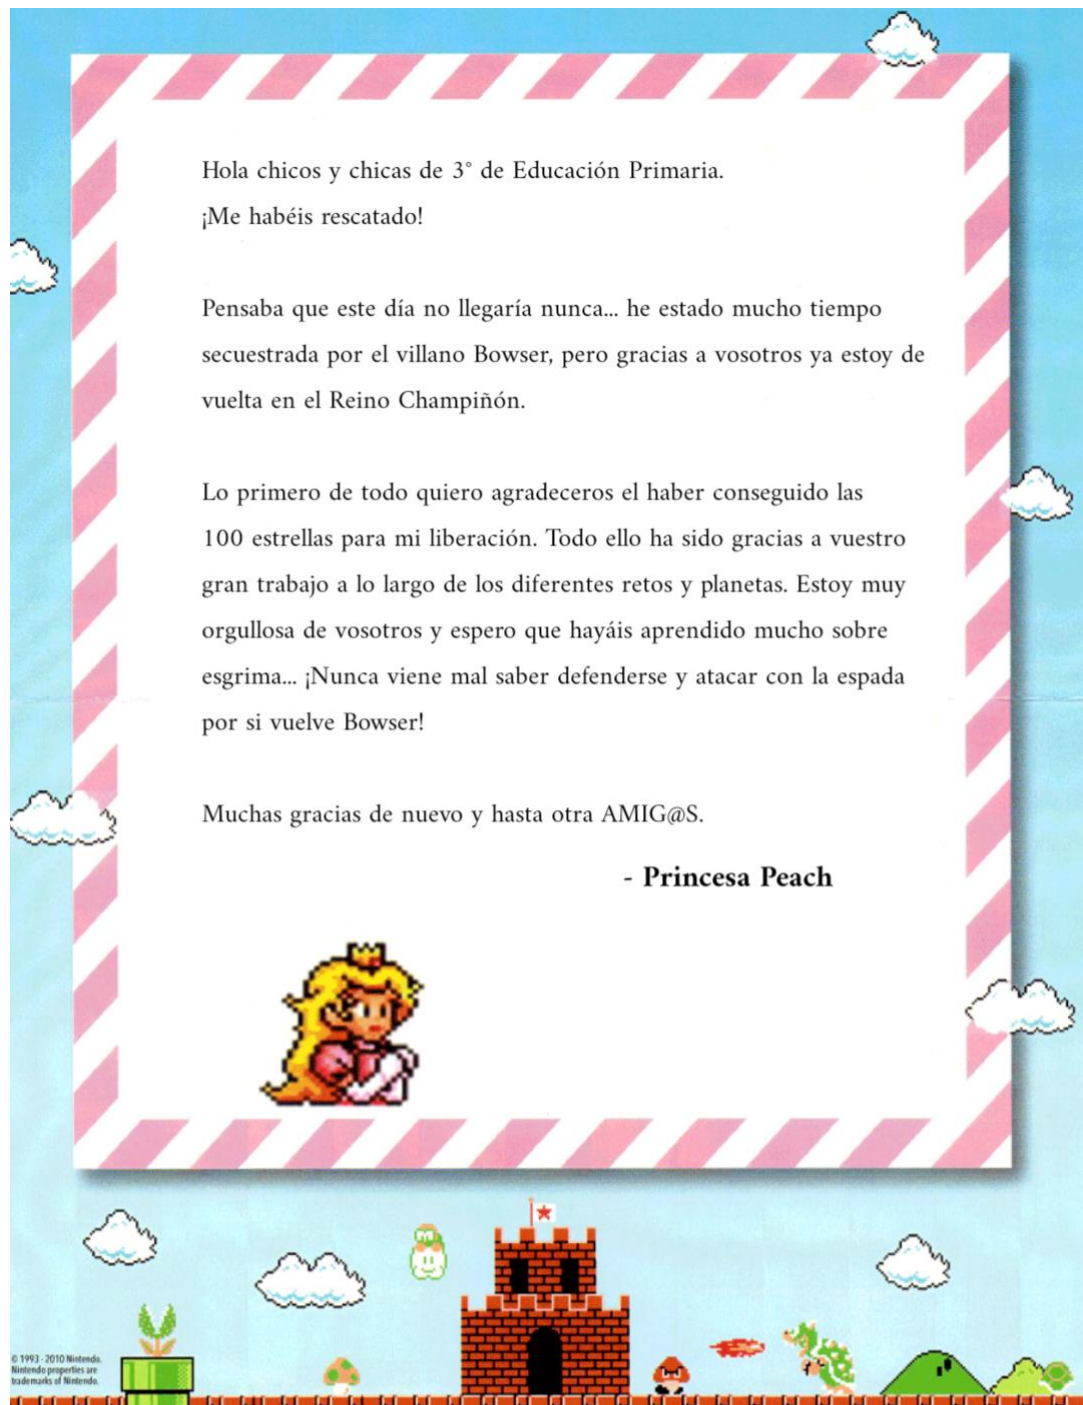 Hola chicos y chicas de 3° de Educación Primaria.
¡Me habéis rescatado!
Pensaba que este día no llegaría nunca... he estado mucho tiempo
secuestrada por el villano Bowser, pero gracias a vosotros ya estoy de
vuelta en el Reino Champiñón.
Lo primero de todo quiero agradeceros el haber conseguido las
100 estrellas para mi liberación. Todo ello ha sido gracias a vuestro
gran trabajo a lo largo de los diferentes retos y planetas. Estoy muy
orgullosa de vosotros y espero que hayáis aprendido mucho sobre
esgrima... ¡Nunca viene mal saber defenderse y atacar con la espada
por si vuelve Bowser!
Muchas gracias de nuevo y hasta otra AMIG@S.
- Princesa Peach
© 1993 - 2010 Nintendo.
Nintendo properties are
trademarks of Nintendo.